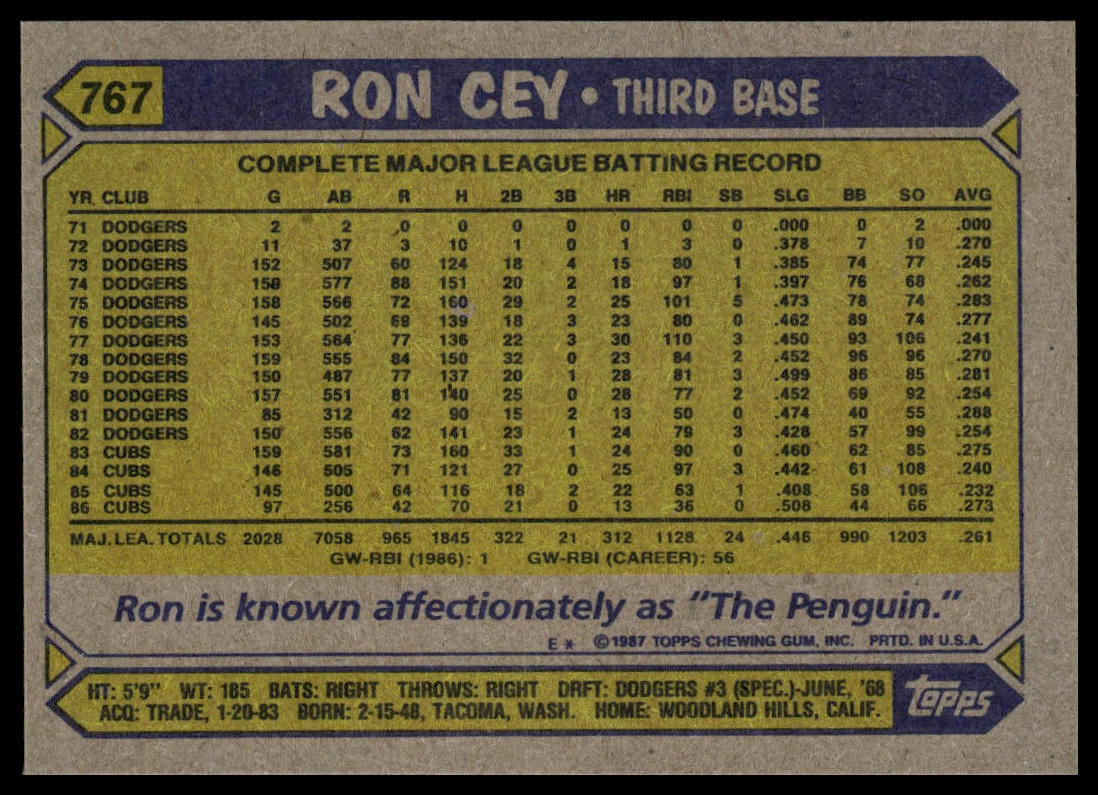 767
RON CEY • THIRD BASE
COMPLETE MAJOR LEAGUE BATTING RECORD
YR. CLUB G AB R H 2B 3B HR RBI SB SLG BB SO AVG
71 DODGERS 2 2 0 0 0 0 0 0 0 .000 0 2 .000
72 DODGERS 11 37 3 10 1 0 1 3 0 .378 7 10 .270
73 DODGERS 152 507 60 124 18 4 15 80 1 .385 74 77 .245
74 DODGERS 159 577 88 151 20 2 18 97 1 .397 76 68 .262
75 DODGERS 158 566 72 160 29 2 25 101 5 .473 78 74 .283
76 DODGERS 145 502 69 139 18 3 23 80 0 .462 89 74 .277
77 DODGERS 153 564 77 136 22 3 30 110 3 .450 93 106 .241
78 DODGERS 159 555 84 150 32 0 23 84 2 .452 96 96 .270
79 DODGERS 150 487 77 137 20 1 28 81 3 .499 86 85 .281
80 DODGERS 157 551 81 140 25 0 28 77 2 .452 69 92 .254
81 DODGERS 85 312 42 90 15 2 13 50 0 .474 40 55 .288
82 DODGERS 150 556 62 141 23 1 24 79 3 .428 57 99 .254
83 CUBS 159 581 73 160 33 1 24 90 0 .460 62 85 .275
84 CUBS 146 505 71 121 27 0 25 97 3 .442 61 108 .240
85 CUBS 145 500 64 116 18 2 22 63 1 .408 58 106 .232
86 CUBS 97 256 42 70 21 0 13 36 0 .508 44 66 .273
MAJ. LEA. TOTALS 2028 7058 965 1845 322 21 312 1128 24 .446 990 1203 .261
GW-RBI (1986): 1 GW-RBI (CAREER): 56
Ron is known affectionately as "The Penguin."
E * ©1987 TOPPS CHEWING GUM, INC. PRTD. IN U.S.A.
HT: 5'9" WT: 185 BATS: RIGHT THROWS: RIGHT DRFT: DODGERS #3 (SPEC.)-JUNE, '68
ACQ: TRADE, 1-20-83 BORN: 2-15-48, TACOMA, WASH. HOME: WOODLAND HILLS, CALIF.
topps